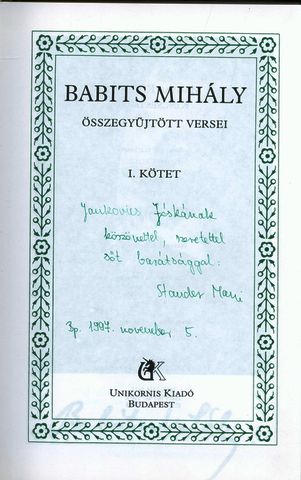 BABITS MIHÁLY
ÖSSZEGYŰJTÖTT VERSEI
I. KÖTET
Jankovics Jóskának
köszönettel, szeretettel
sőt barátsággal:
Stauder Mari
Bp. 1997. november 5.
UK
UNIKORNIS KIADÓ
BUDAPEST